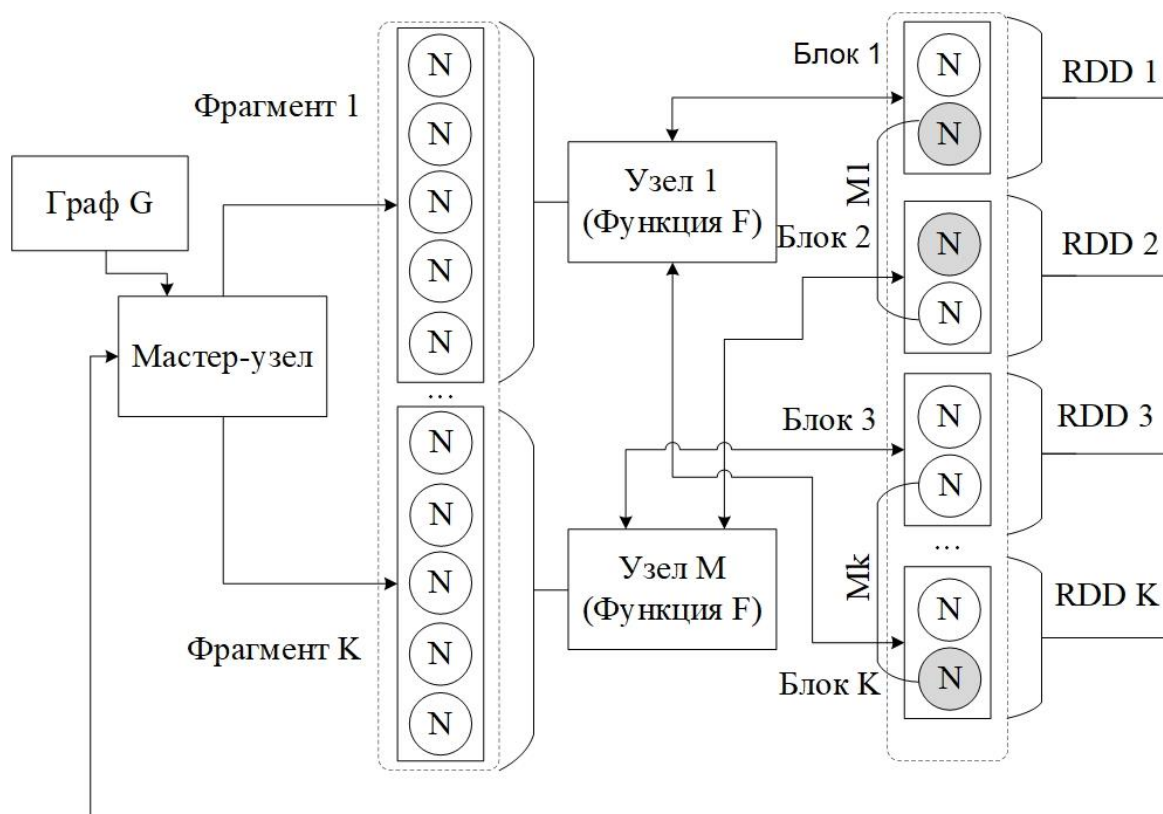 Граф G
Мастер-узел
Фрагмент 1
N
N
N
N
N
...
Фрагмент K
N
N
N
N
N
Узел 1
(Функция F)
Узел M
(Функция F)
Блок 1
N
N
RDD 1
M1
Блок 2
N
N
RDD 2
Блок 3
N
N
RDD 3
...
Mk
Блок K
N
N
RDD K